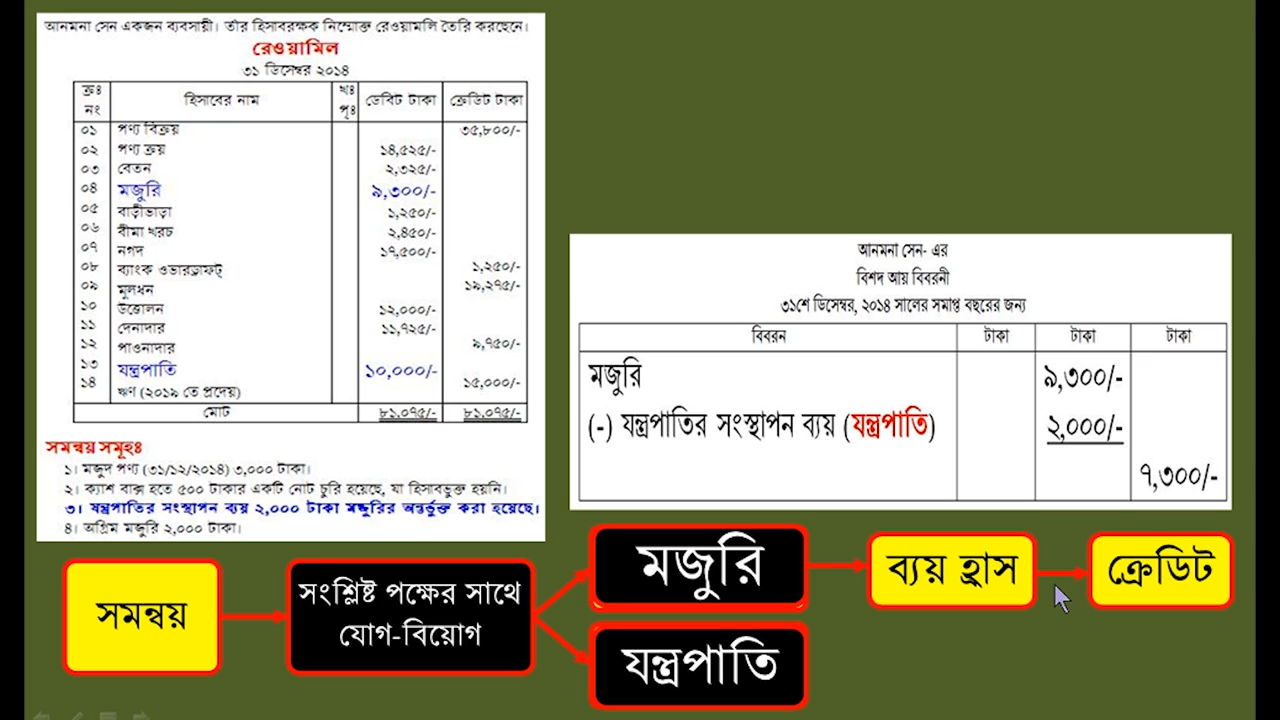 আনমনা সেন একজন ব্যবসায়ী। তাঁর হিসাবরক্ষক নিম্মোক্ত রেওয়ামলি তৈরি করছেনে।
রেওয়ামিল
৩১ ডিসেম্বর ২০১৪
ক্রঃ নং হিসাবের নাম খঃ পৃঃ ডেবিট টাকা ক্রেডিট টাকা
০১ পণ্য বিক্রয় ৩৫,৮০০/-
০২ পণ্য ক্রয় ১৪,৫২৫/-
০৩ বেতন ২,৩২৫/-
০৪ মজুরি ৯,৩০০/-
০৫ বাড়ীভাড়া ১,২৫০/-
০৬ বীমা খরচ ২,৪৫০/-
০৭ নগদ ১৭,৫০০/-
০৮ ব্যাংক ওভারড্রাফট্ ১,২৫০/-
০৯ মূলধন ১৯,২৭৫/-
১০ উত্তোলন ১২,০০০/-
১১ দেনাদার ১১,৭২৫/-
১২ পাওনাদার ৯,৭৫০/-
১৩ যন্ত্রপাতি ১০,০০০/-
১৪ ঋণ (২০১৯ তে প্রদেয়) ১৫,০০০/-
মোট ৮১,০৭৫/- ৮১,০৭৫/-
সমন্বয় সমূহঃ
১। মজুদ পণ্য (৩১/১২/২০১৪) ৩,০০০ টাকা।
২। ক্যাশ বাক্স হতে ৫০০ টাকার একটি নোট চুরি হয়েছে, যা হিসাবভুক্ত হয়নি।
৩। যন্ত্রপাতির সংস্থাপন ব্যয় ২,০০০ টাকা মজুরির অন্তর্ভুক্ত করা হয়েছে।
৪। অগ্রিম মজুরি ২,০০০ টাকা।
আনমনা সেন- এর
বিশদ আয় বিবরনী
৩১শে ডিসেম্বর, ২০১৪ সালের সমাপ্ত বছরের জন্য
বিবরন টাকা টাকা টাকা
মজুরি ৯,৩০০/-
(-) যন্ত্রপাতির সংস্থাপন ব্যয় (যন্ত্রপাতি) ২,০০০/-
৭,৩০০/-
সমন্বয়
সংশ্লিষ্ট পক্ষের সাথে
যোগ-বিয়োগ
মজুরি
ব্যয় হ্রাস
ক্রেডিট
যন্ত্রপাতি